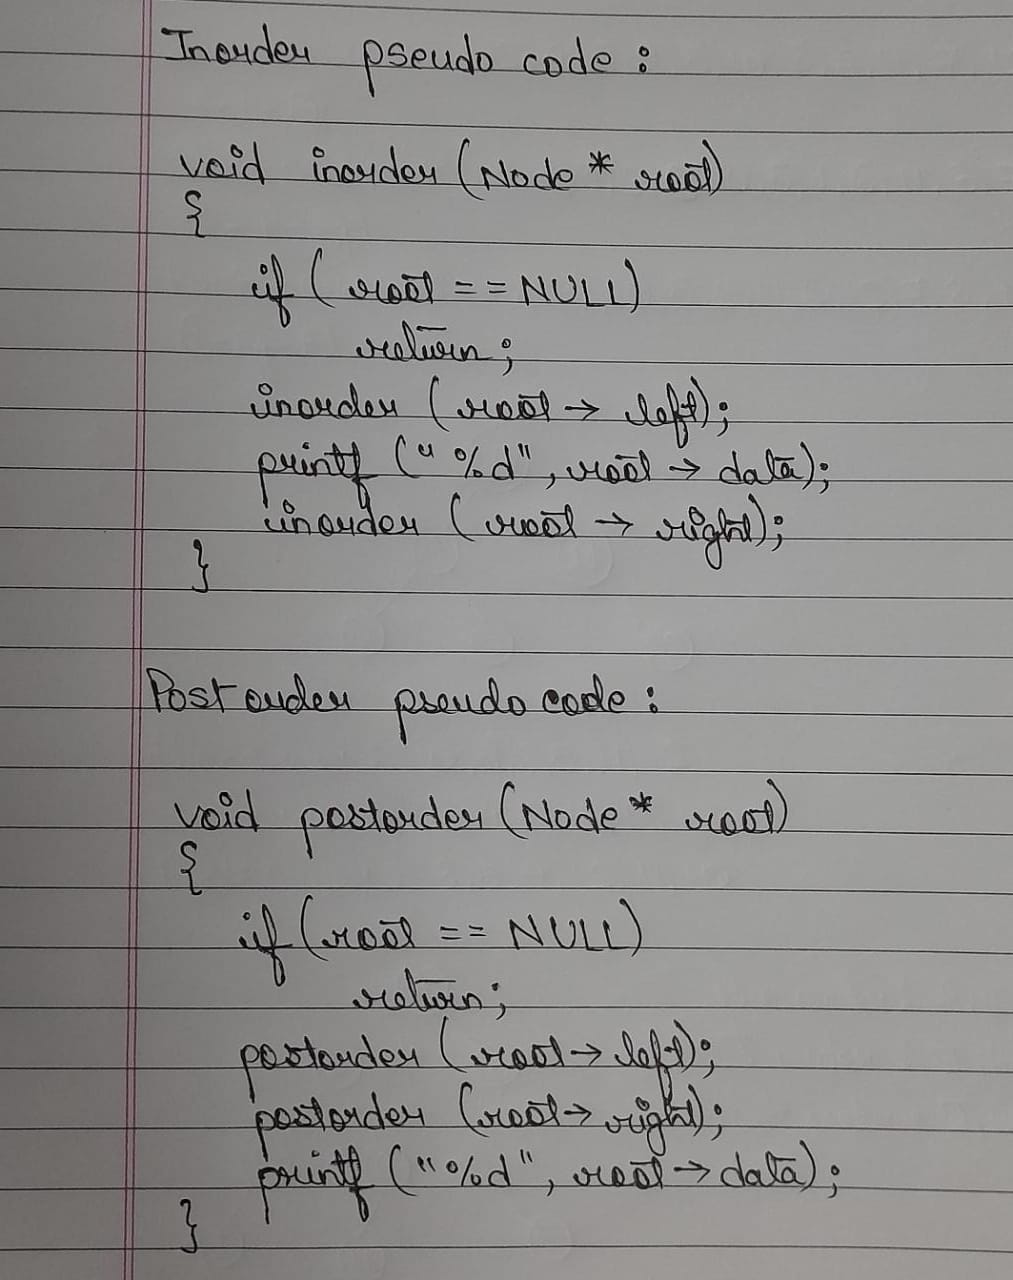 Inorder pseudo code :
void inorder (Node * root)
{
if ( root == NULL)
return ;
inorder ( root → left);
printf (" %d", root → data);
inorder ( root → right);
}
Post order pseudo code :
void postorder (Node * root)
{
if (root == NULL)
return ;
postorder (root → left);
postorder (root → right);
printf ("%d", root → data);
}